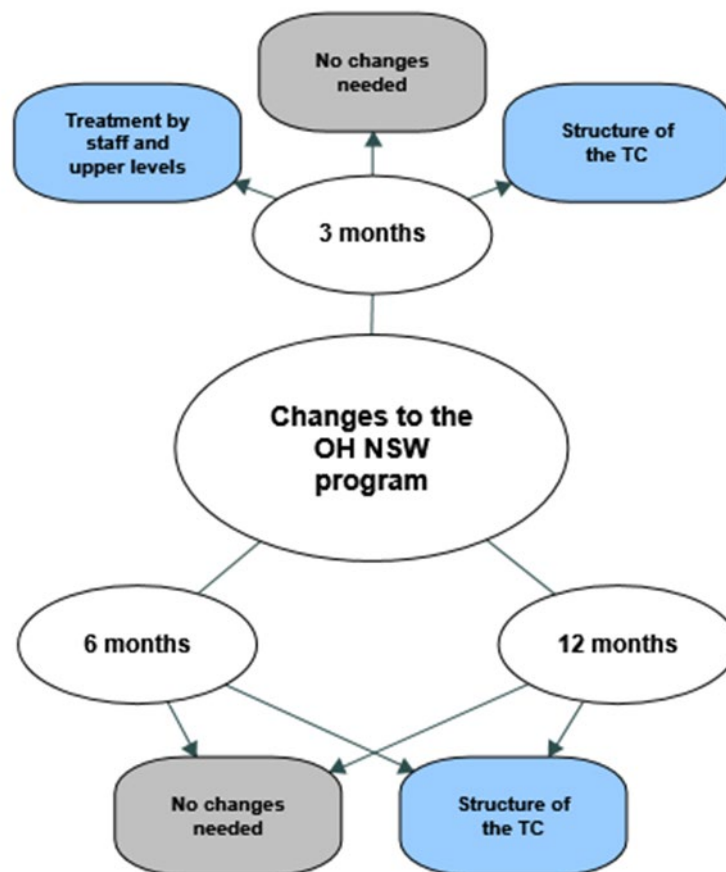 No changes
needed
Treatment by
staff and
upper levels
Structure of
the TC
3 months
Changes to the
OH NSW
program
6 months
12 months
No changes
needed
Structure of
the TC